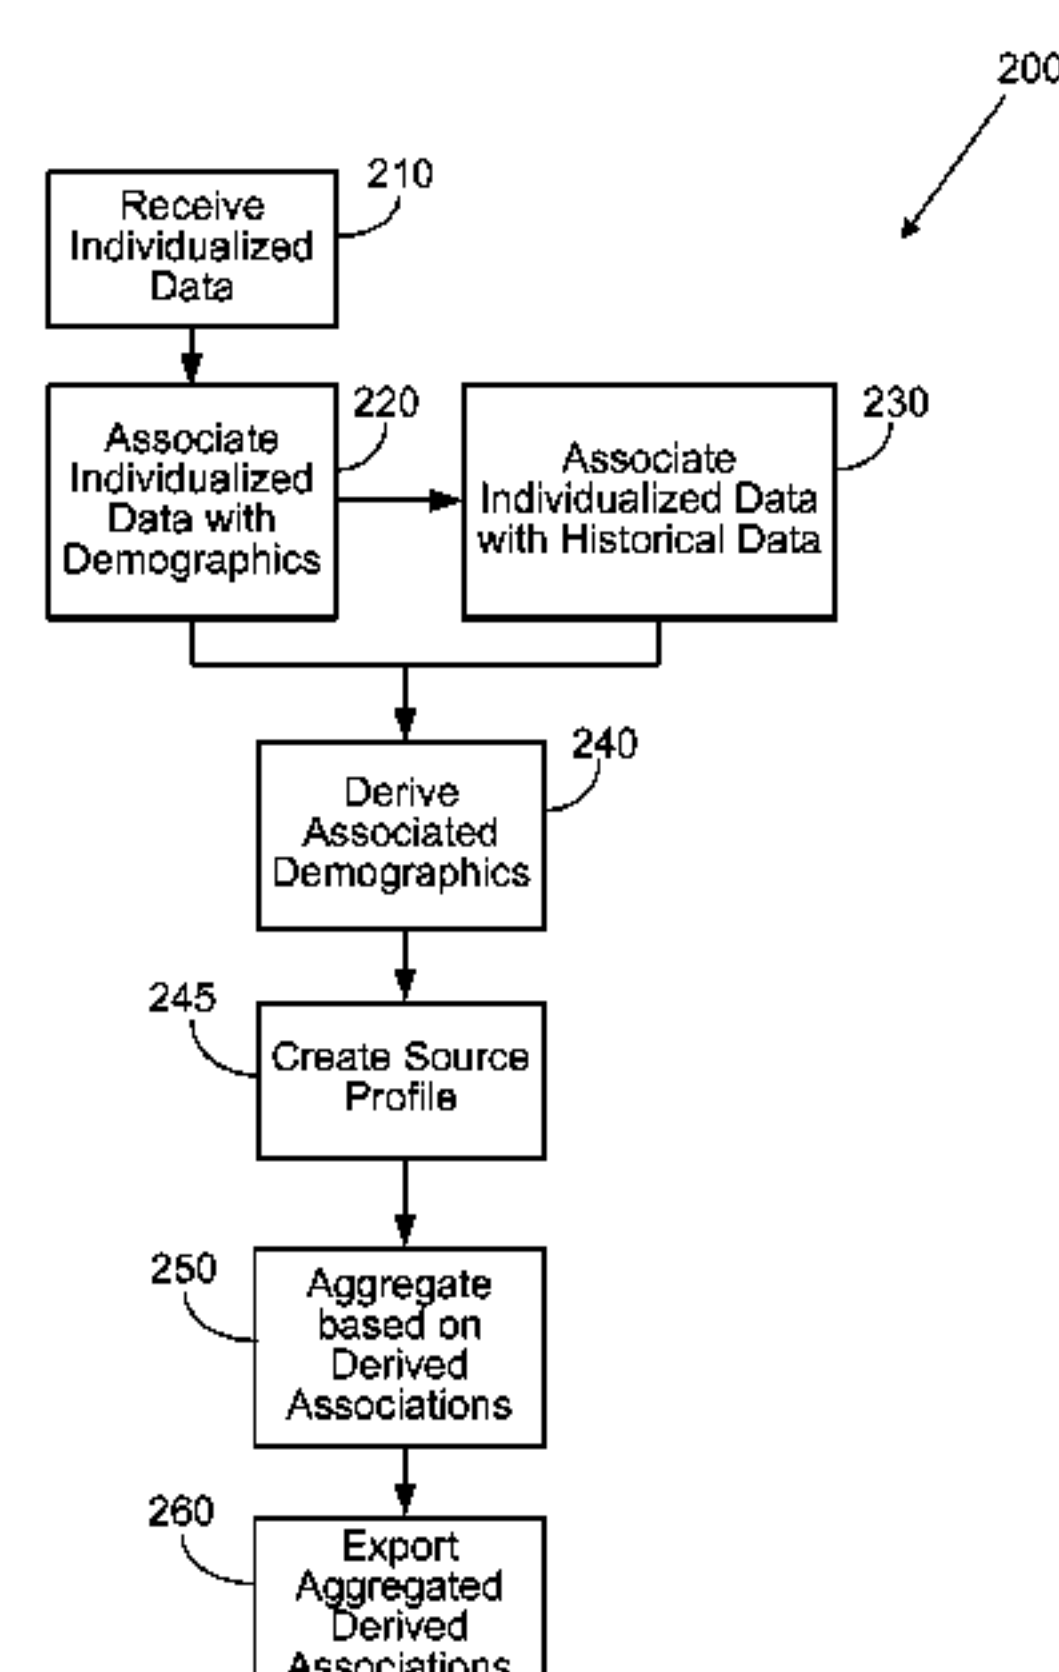 200
210
Receive
Individualized
Data
220
Associate
Individualized
Data with
Demographics
230
Associate
Individualized Data
with Historical Data
240
Derive
Associated
Demographics
245
Create Source
Profile
250
Aggregate
based on
Derived
Associations
260
Export
Aggregated
Derived
Associations